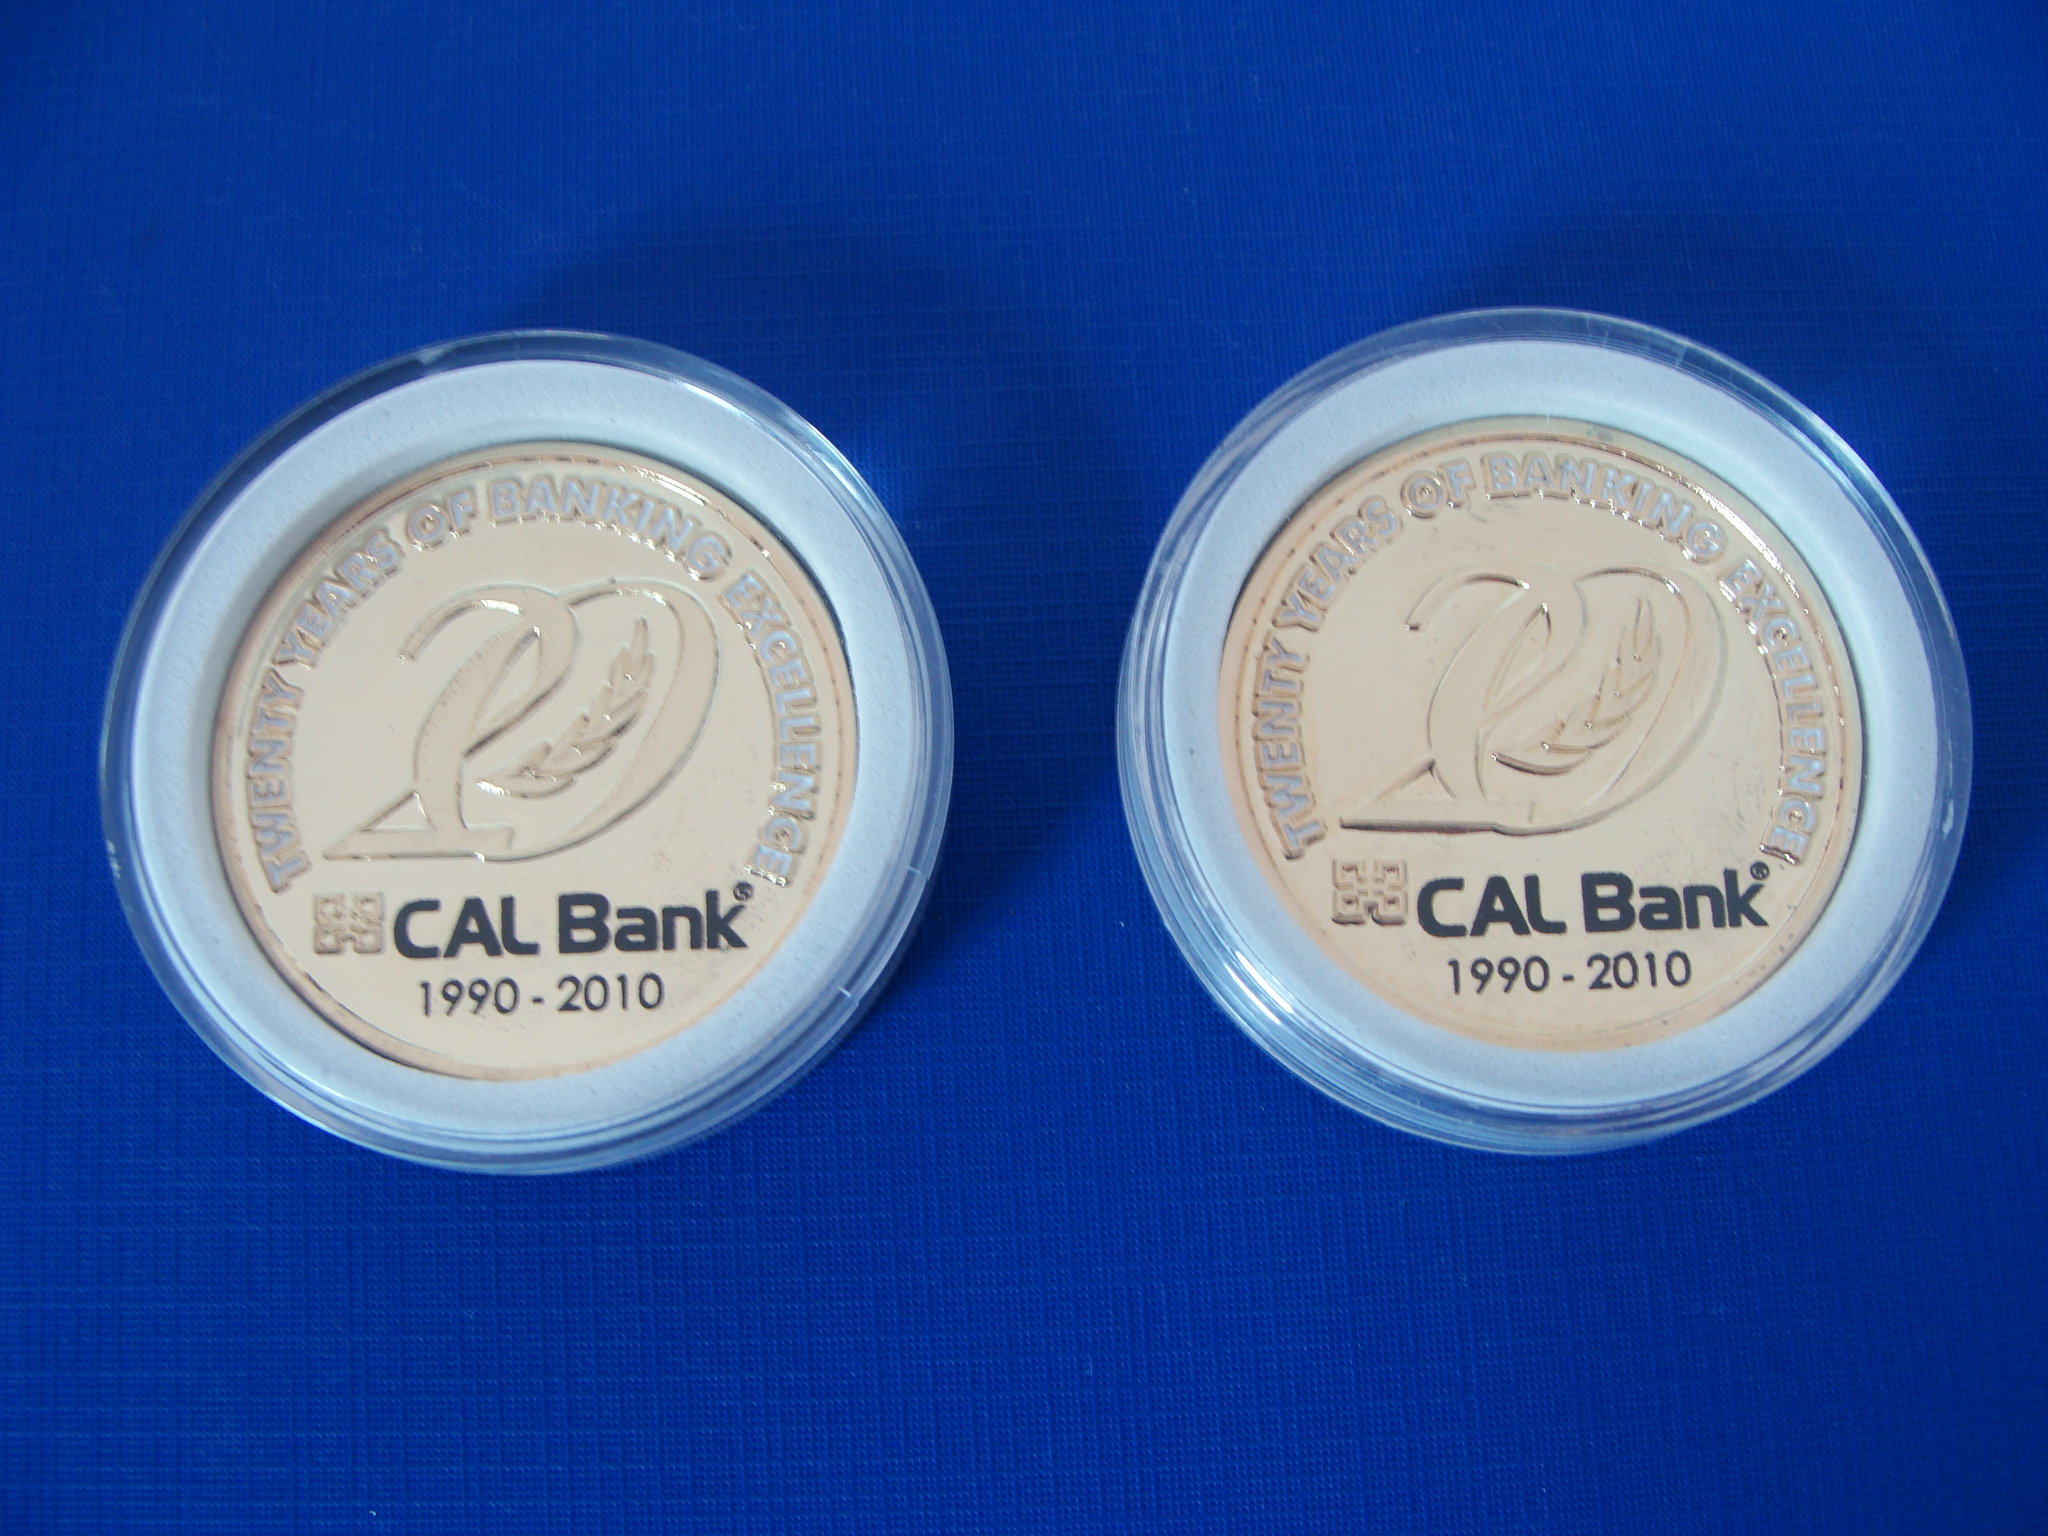 TWENTY YEARS OF BANKING EXCELLENCE
20
CAL Bank®
1990 - 2010
TWENTY YEARS OF BANKING EXCELLENCE
20
CAL Bank®
1990 - 2010